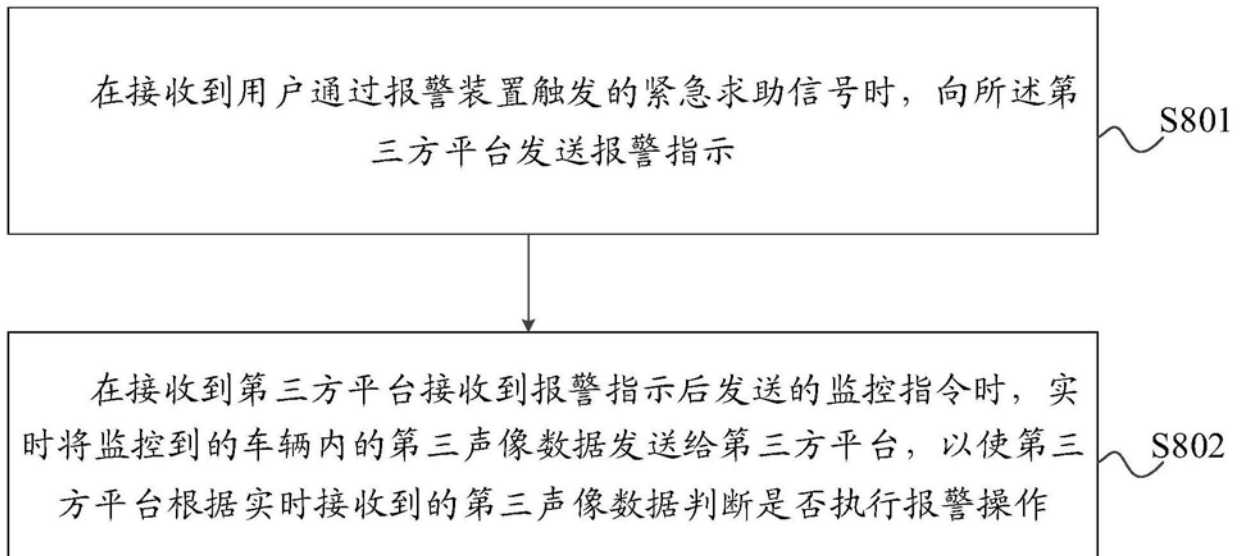 在接收到用户通过报警装置触发的紧急求助信号时，向所述第
三方平台发送报警指示
S801
在接收到第三方平台接收到报警指示后发送的监控指令时，实
时将监控到的车辆内的第三声像数据发送给第三方平台，以使第三
方平台根据实时接收到的第三声像数据判断是否执行报警操作
S802